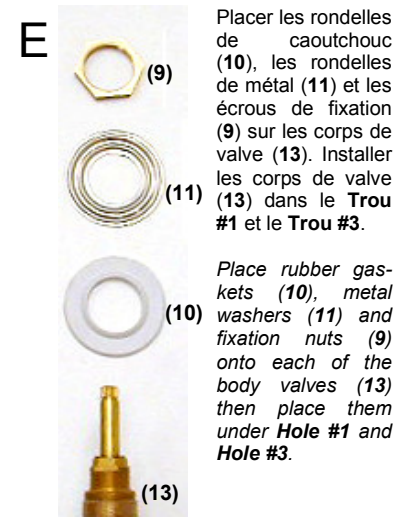 E
(9)
(11)
(10)
(13)
Placer les rondelles
de caoutchouc
(10), les rondelles
de métal (11) et les
écrous de fixation
(9) sur les corps de
valve (13). Installer
les corps de valve
(13) dans le Trou
#1 et le Trou #3.
Place rubber gas-
kets (10), metal
washers (11) and
fixation nuts (9)
onto each of the
body valves (13)
then place them
under Hole #1 and
Hole #3.